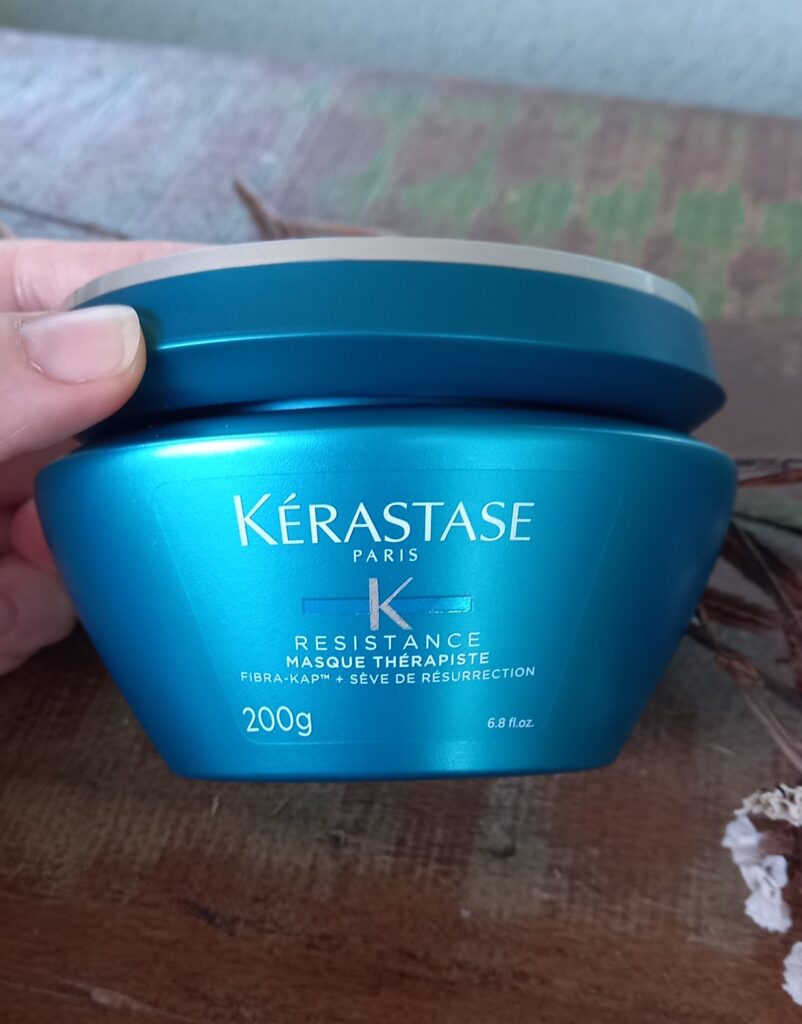 KÉRASTASE
PARIS
K
RESISTANCE
MASQUE THÉRAPISTE
FIBRA-KAP™ + SÈVE DE RÉSURRECTION
200g 6.8 fl.oz.